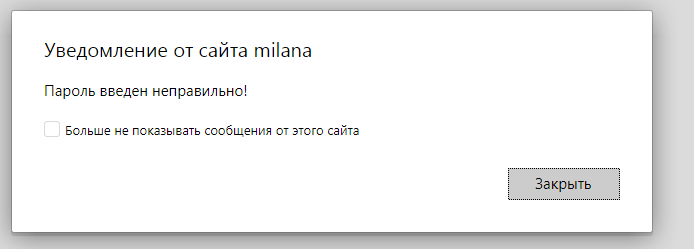 Уведомление от сайта milana
Пароль введен неправильно!
Больше не показывать сообщения от этого сайта
Закрыть